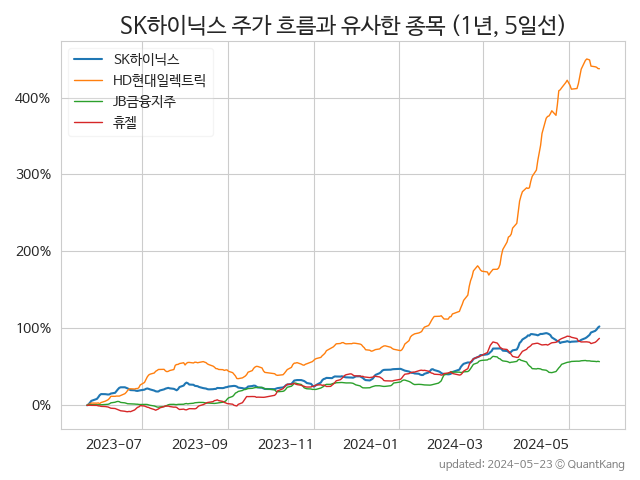 SK하이닉스 주가 흐름과 유사한 종목 (1년, 5일선)
SK하이닉스
HD현대일렉트릭
JB금융지주
휴젤
400%
300%
200%
100%
0%
2023-07 2023-09 2023-11 2024-01 2024-03 2024-05
updated: 2024-05-23 © QuantKang